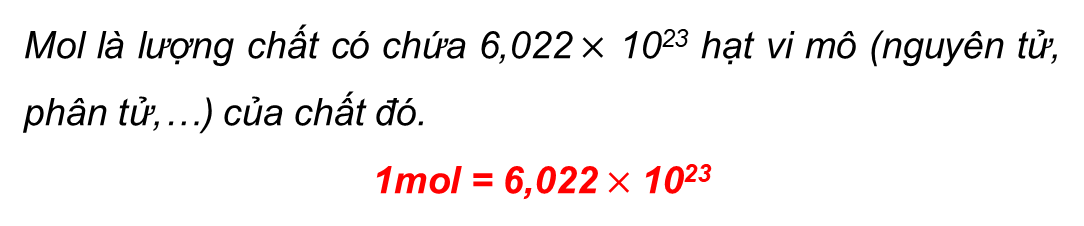 Mol là lượng chất có chứa 6,022 × 10²³ hạt vi mô (nguyên tử,
phân tử,…) của chất đó.
1mol = 6,022 × 10²³